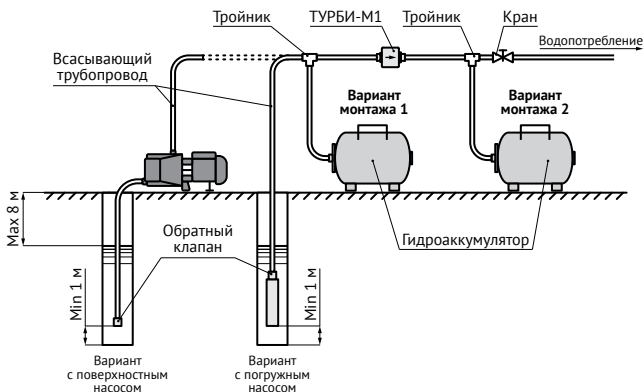 Тройник
ТУРБИ-М1
Тройник
Кран
Водопотребление
Всасывающий
трубопровод
Вариант
монтажа 1
Вариант
монтажа 2
Max 8 м
Обратный
клапан
Гидроаккумулятор
Min 1 м
Min 1 м
Вариант
с поверхностным
насосом
Вариант
с погружным
насосом